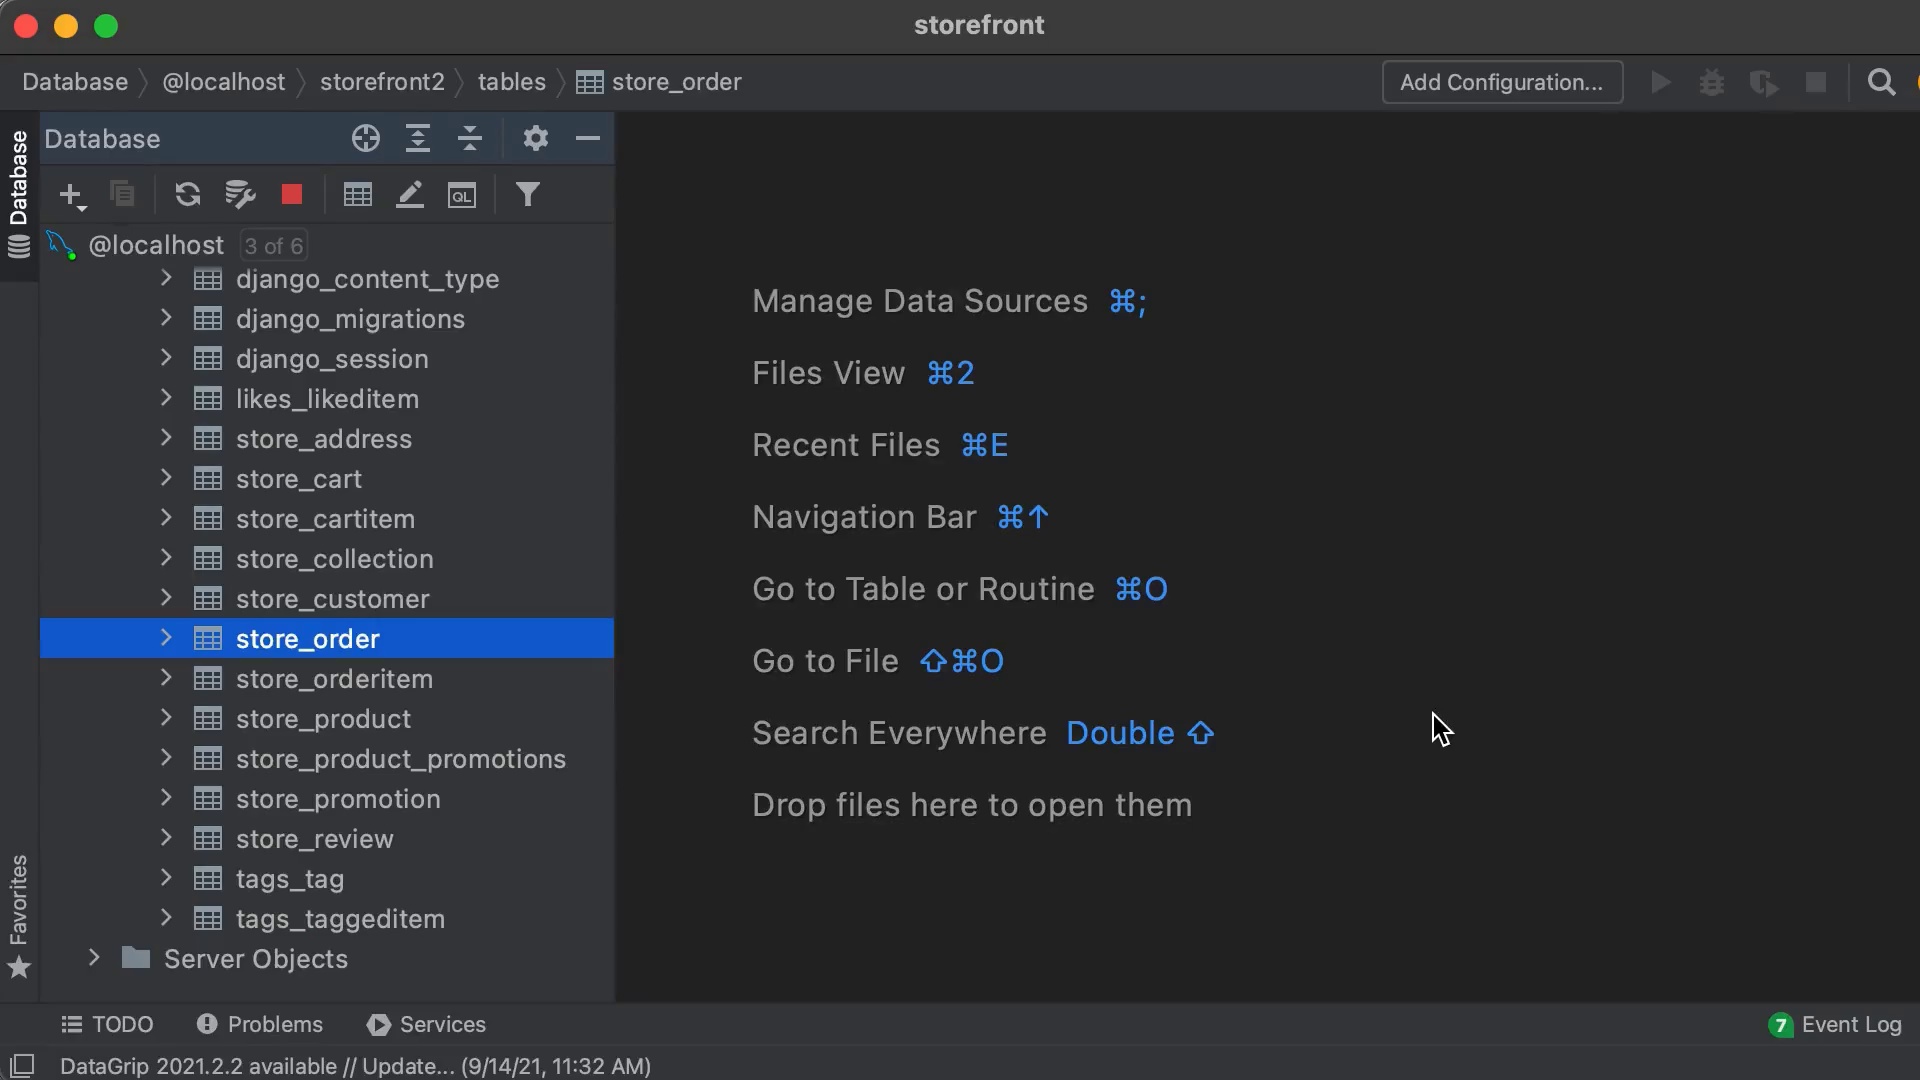 storefront
Database @localhost storefront2 tables store_order
Add Configuration...
Database
Database
QL
@localhost 3 of 6
django_content_type
django_migrations
django_session
likes_likeditem
store_address
store_cart
store_cartitem
store_collection
store_customer
store_order
store_orderitem
store_product
store_product_promotions
store_promotion
store_review
tags_tag
tags_taggeditem
Server Objects
Favorites
Manage Data Sources ⌘;
Files View ⌘2
Recent Files ⌘E
Navigation Bar ⌘↑
Go to Table or Routine ⌘O
Go to File ⇧⌘O
Search Everywhere Double ⇧
Drop files here to open them
TODO Problems Services
7 Event Log
DataGrip 2021.2.2 available // Update... (9/14/21, 11:32 AM)